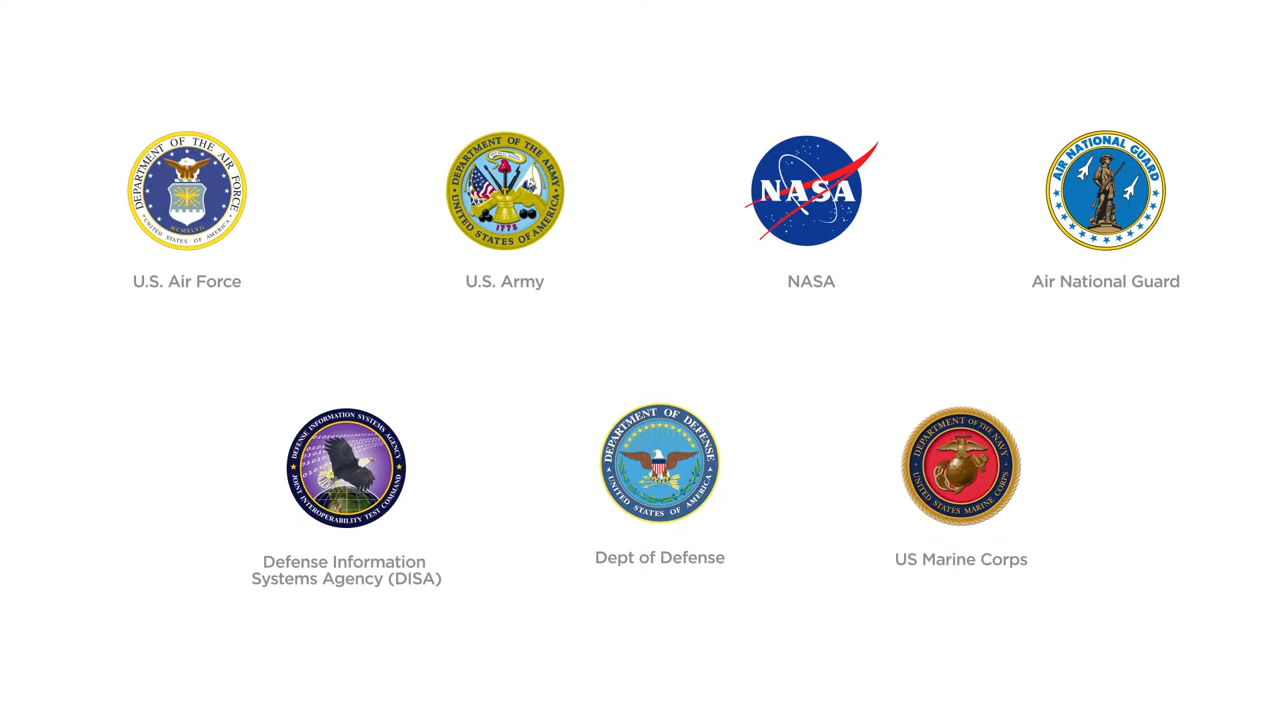 DEPARTMENT OF THE AIR FORCE
MCMXLVII
UNITED STATES OF AMERICA
DEPARTMENT OF THE ARMY
1775
UNITED STATES OF AMERICA
NASA
AIR NATIONAL GUARD
U.S. Air Force
U.S. Army
NASA
Air National Guard
DEFENSE INFORMATION SYSTEMS AGENCY
JOINT INTEROPERABILITY TEST COMMAND
DEPARTMENT OF DEFENSE
UNITED STATES OF AMERICA
DEPARTMENT OF THE NAVY
UNITED STATES MARINE CORPS
Defense Information
Systems Agency (DISA)
Dept of Defense
US Marine Corps